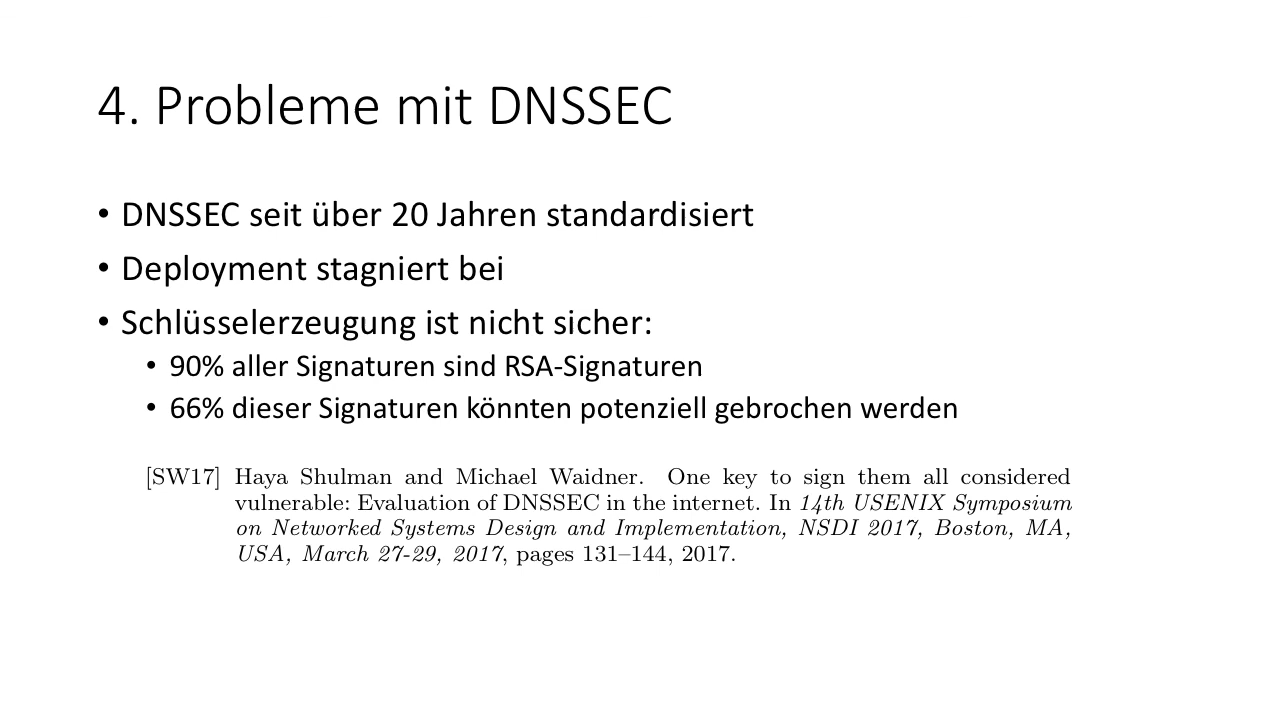 4. Probleme mit DNSSEC
• DNSSEC seit über 20 Jahren standardisiert
• Deployment stagniert bei
• Schlüsselerzeugung ist nicht sicher:
• 90% aller Signaturen sind RSA-Signaturen
• 66% dieser Signaturen könnten potenziell gebrochen werden
[SW17] Haya Shulman and Michael Waidner. One key to sign them all considered
vulnerable: Evaluation of DNSSEC in the internet. In 14th USENIX Symposium
on Networked Systems Design and Implementation, NSDI 2017, Boston, MA,
USA, March 27-29, 2017, pages 131–144, 2017.